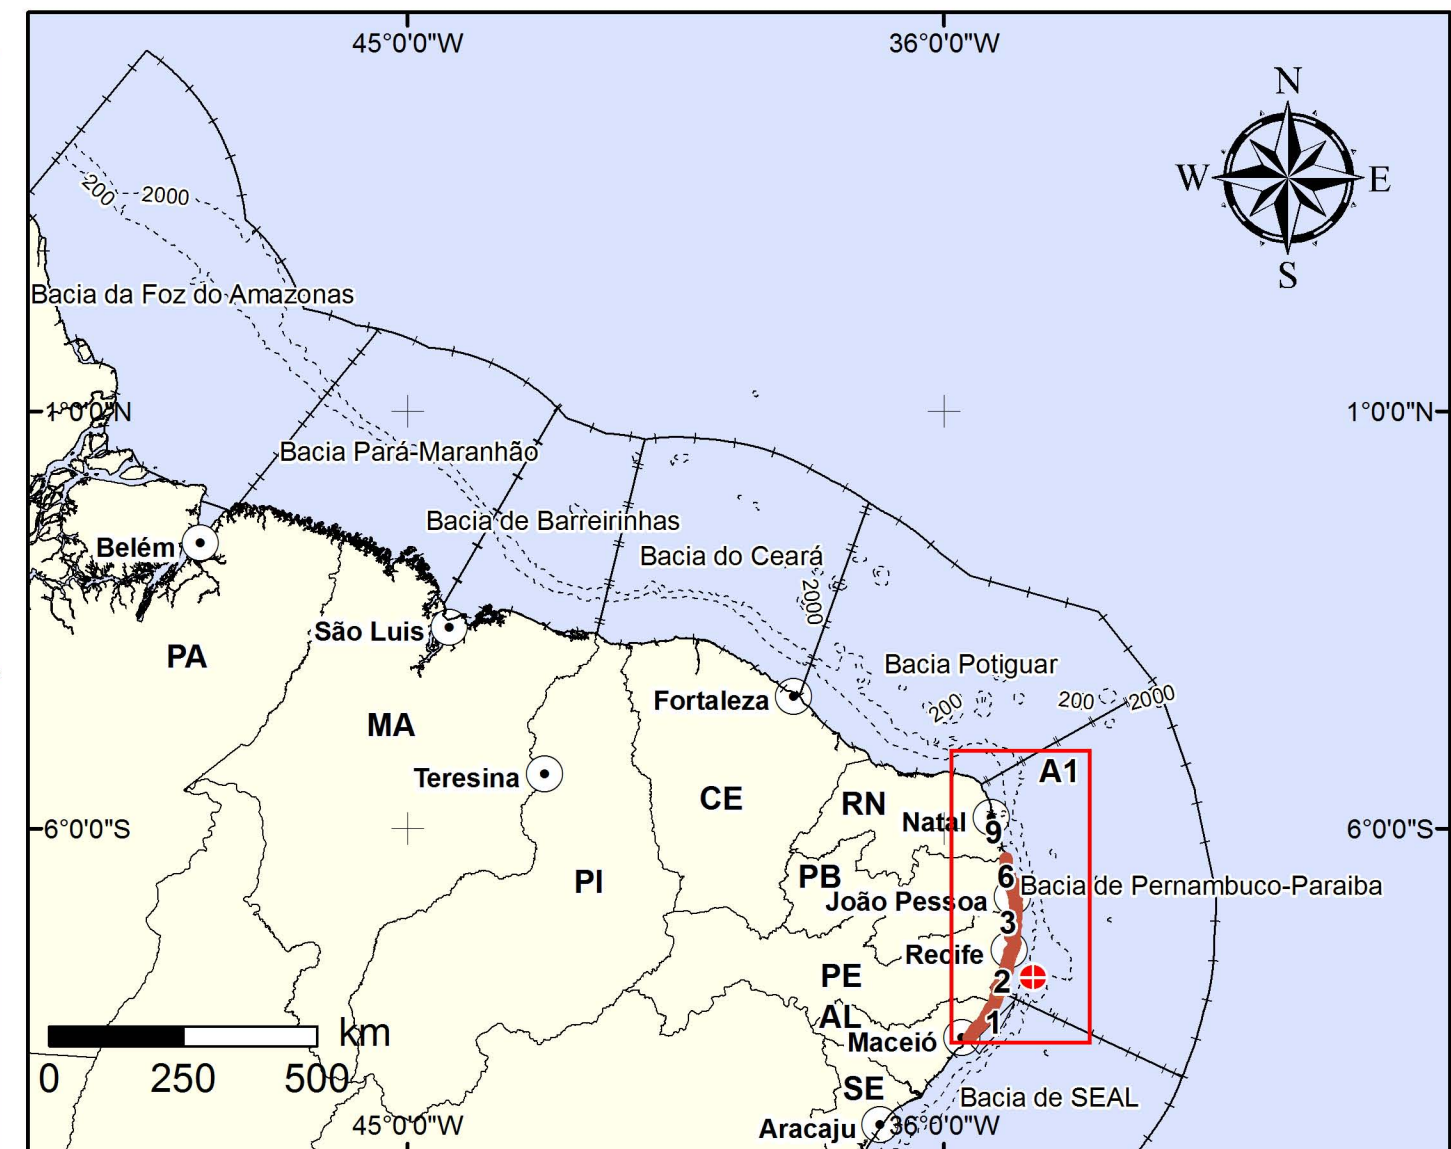 45°0'0"W
36°0'0"W
N
W
E
S
200
2000
Bacia da Foz do Amazonas
1°0'0"N
1°0'0"N
Bacia Pará-Maranhão
Bacia de Barreirinhas
Belém
Bacia do Ceará
2000
São Luis
PA
Bacia Potiguar
Fortaleza
200
200
2000
MA
Teresina
A1
CE
RN
Natal
9
6°0'0"S
6°0'0"S
PI
PB
6
Bacia de Pernambuco-Paraiba
João Pessoa
3
Recife
PE
2
AL
1
Maceió
km
0
250
500
SE
Bacia de SEAL
45°0'0"W
Aracaju
36°0'0"W